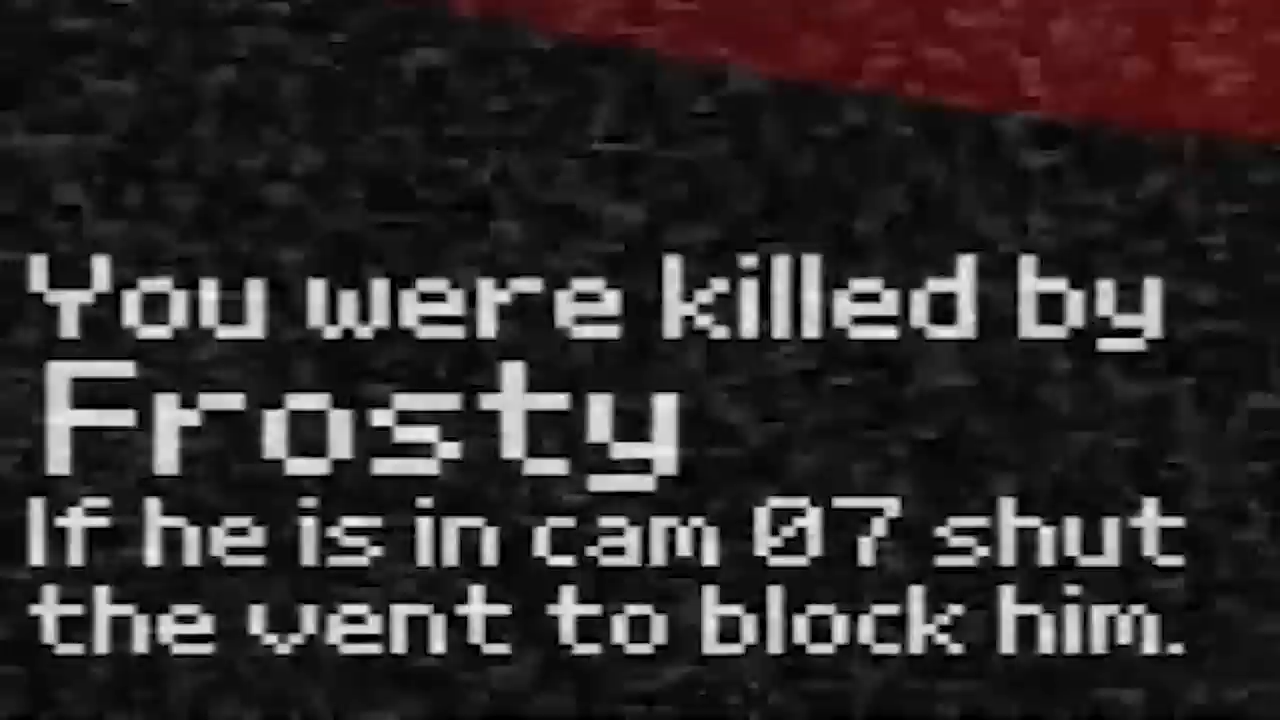 You were killed by
Frosty
If he is in cam 07 shut
the vent to block him.